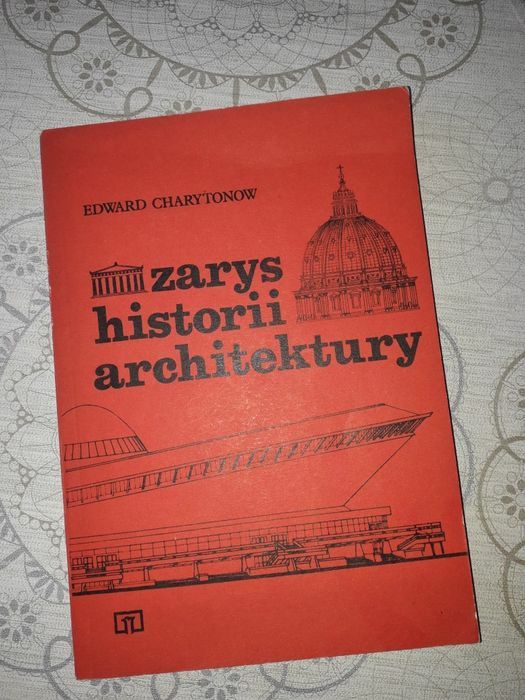 EDWARD CHARYTONOW
zarys
historii
architektury